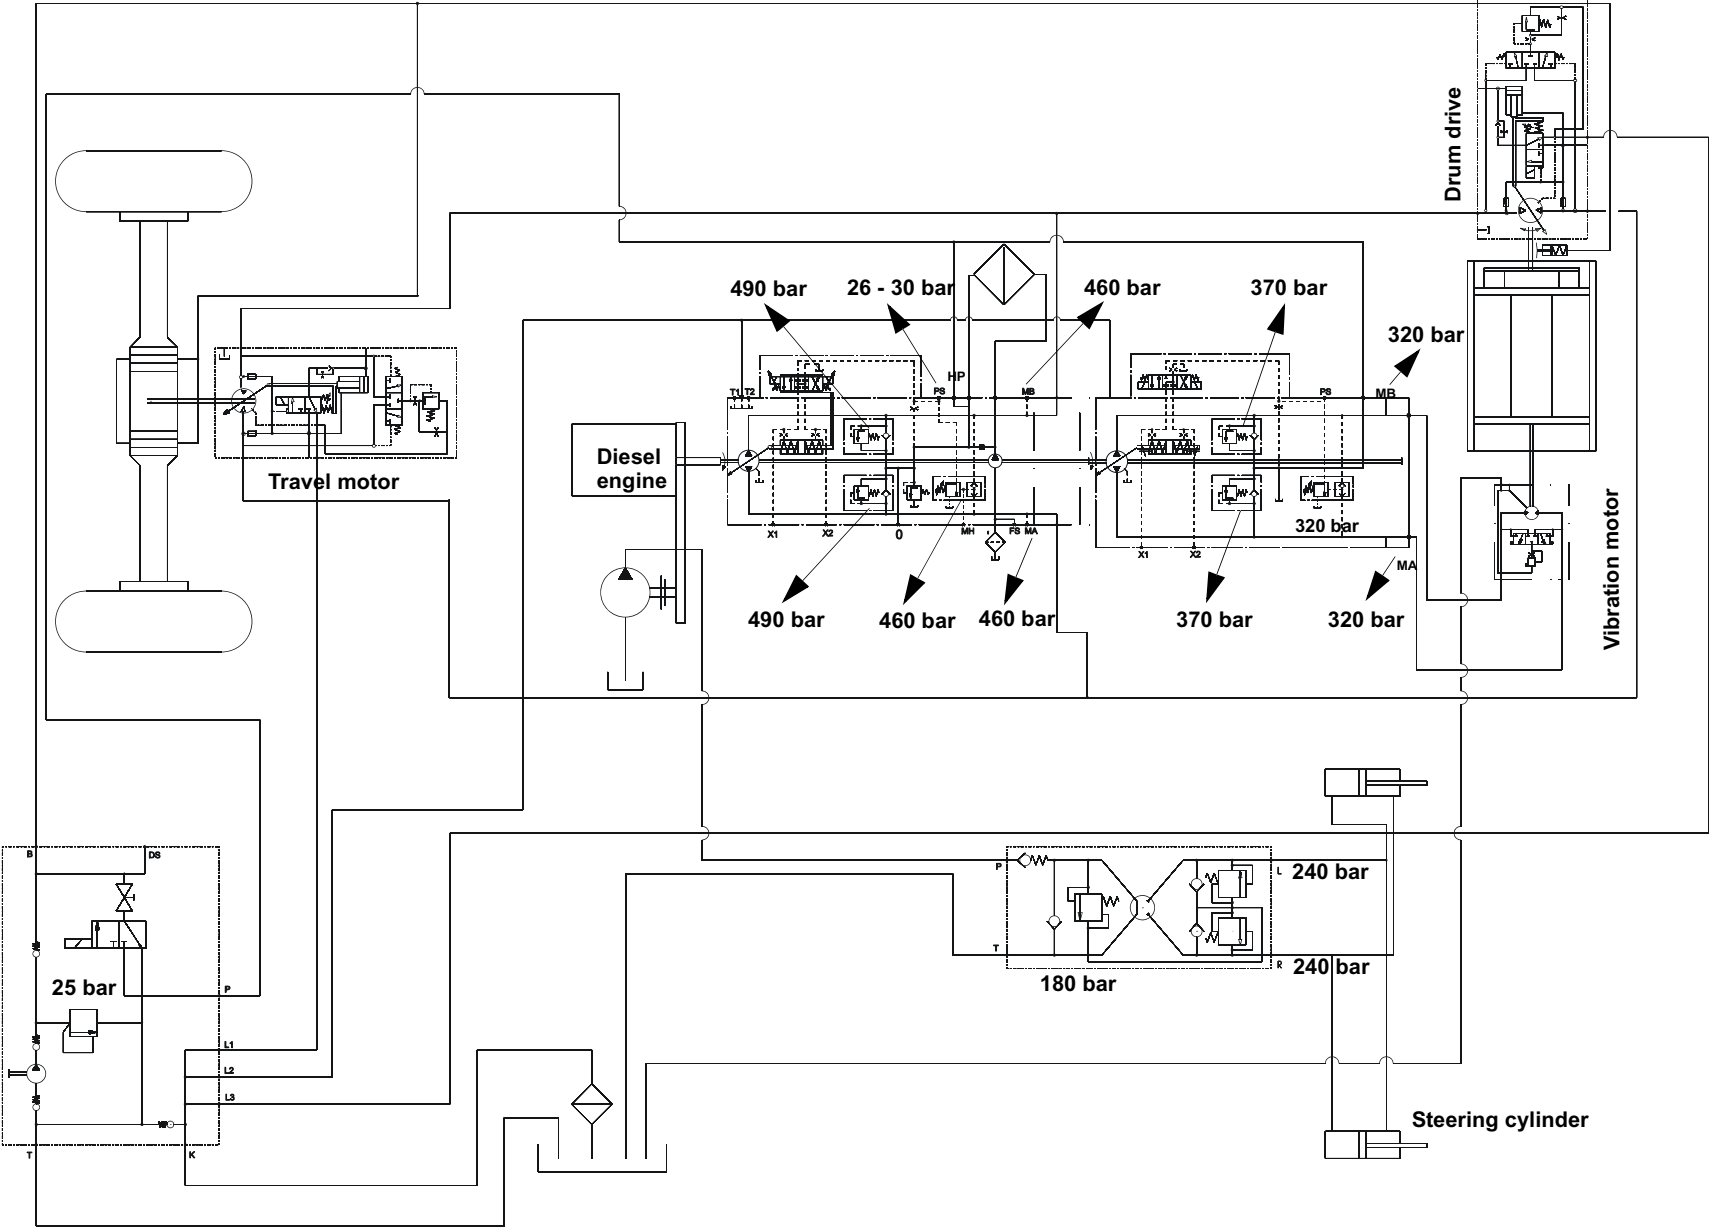 Drum drive
490 bar
26 - 30 bar
460 bar
370 bar
320 bar
HP
T1
T2
PS
MB
PS
MB
Travel motor
Diesel
engine
320 bar
X1
X2
0
MH
FS
MA
X1
X2
MA
490 bar
460 bar
460 bar
370 bar
320 bar
Vibration motor
B
DS
P
L
240 bar
T
R
240 bar
180 bar
25 bar
P
L1
L2
L3
T
K
Steering cylinder